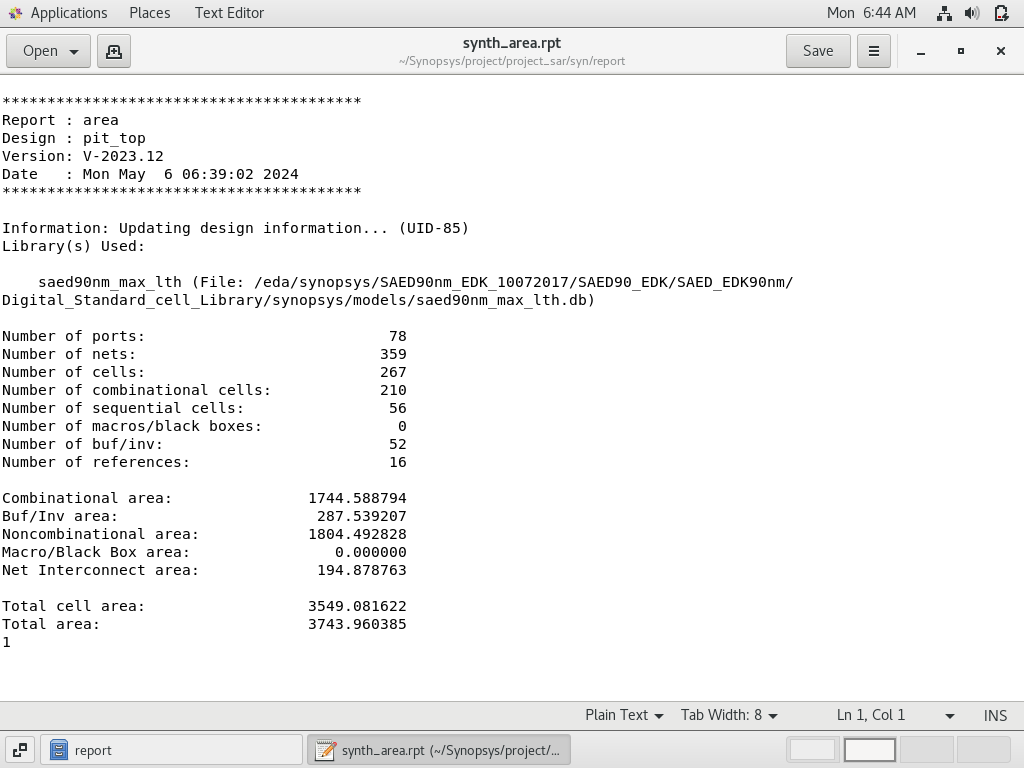 Applications Places Text Editor Mon 6:44 AM
Open synth_area.rpt Save
~/Synopsys/project/project_sar/syn/report
****************************************
Report : area
Design : pit_top
Version: V-2023.12
Date   : Mon May  6 06:39:02 2024
****************************************
Information: Updating design information... (UID-85)
Library(s) Used:
    saed90nm_max_lth (File: /eda/synopsys/SAED90nm_EDK_10072017/SAED90_EDK/SAED_EDK90nm/
Digital_Standard_cell_Library/synopsys/models/saed90nm_max_lth.db)
Number of ports:                           78
Number of nets:                           359
Number of cells:                          267
Number of combinational cells:            210
Number of sequential cells:                56
Number of macros/black boxes:               0
Number of buf/inv:                         52
Number of references:                      16
Combinational area:               1744.588794
Buf/Inv area:                      287.539207
Noncombinational area:            1804.492828
Macro/Black Box area:                0.000000
Net Interconnect area:             194.878763
Total cell area:                  3549.081622
Total area:                       3743.960385
1
Plain Text Tab Width: 8 Ln 1, Col 1 INS
report synth_area.rpt (~/Synopsys/project/...